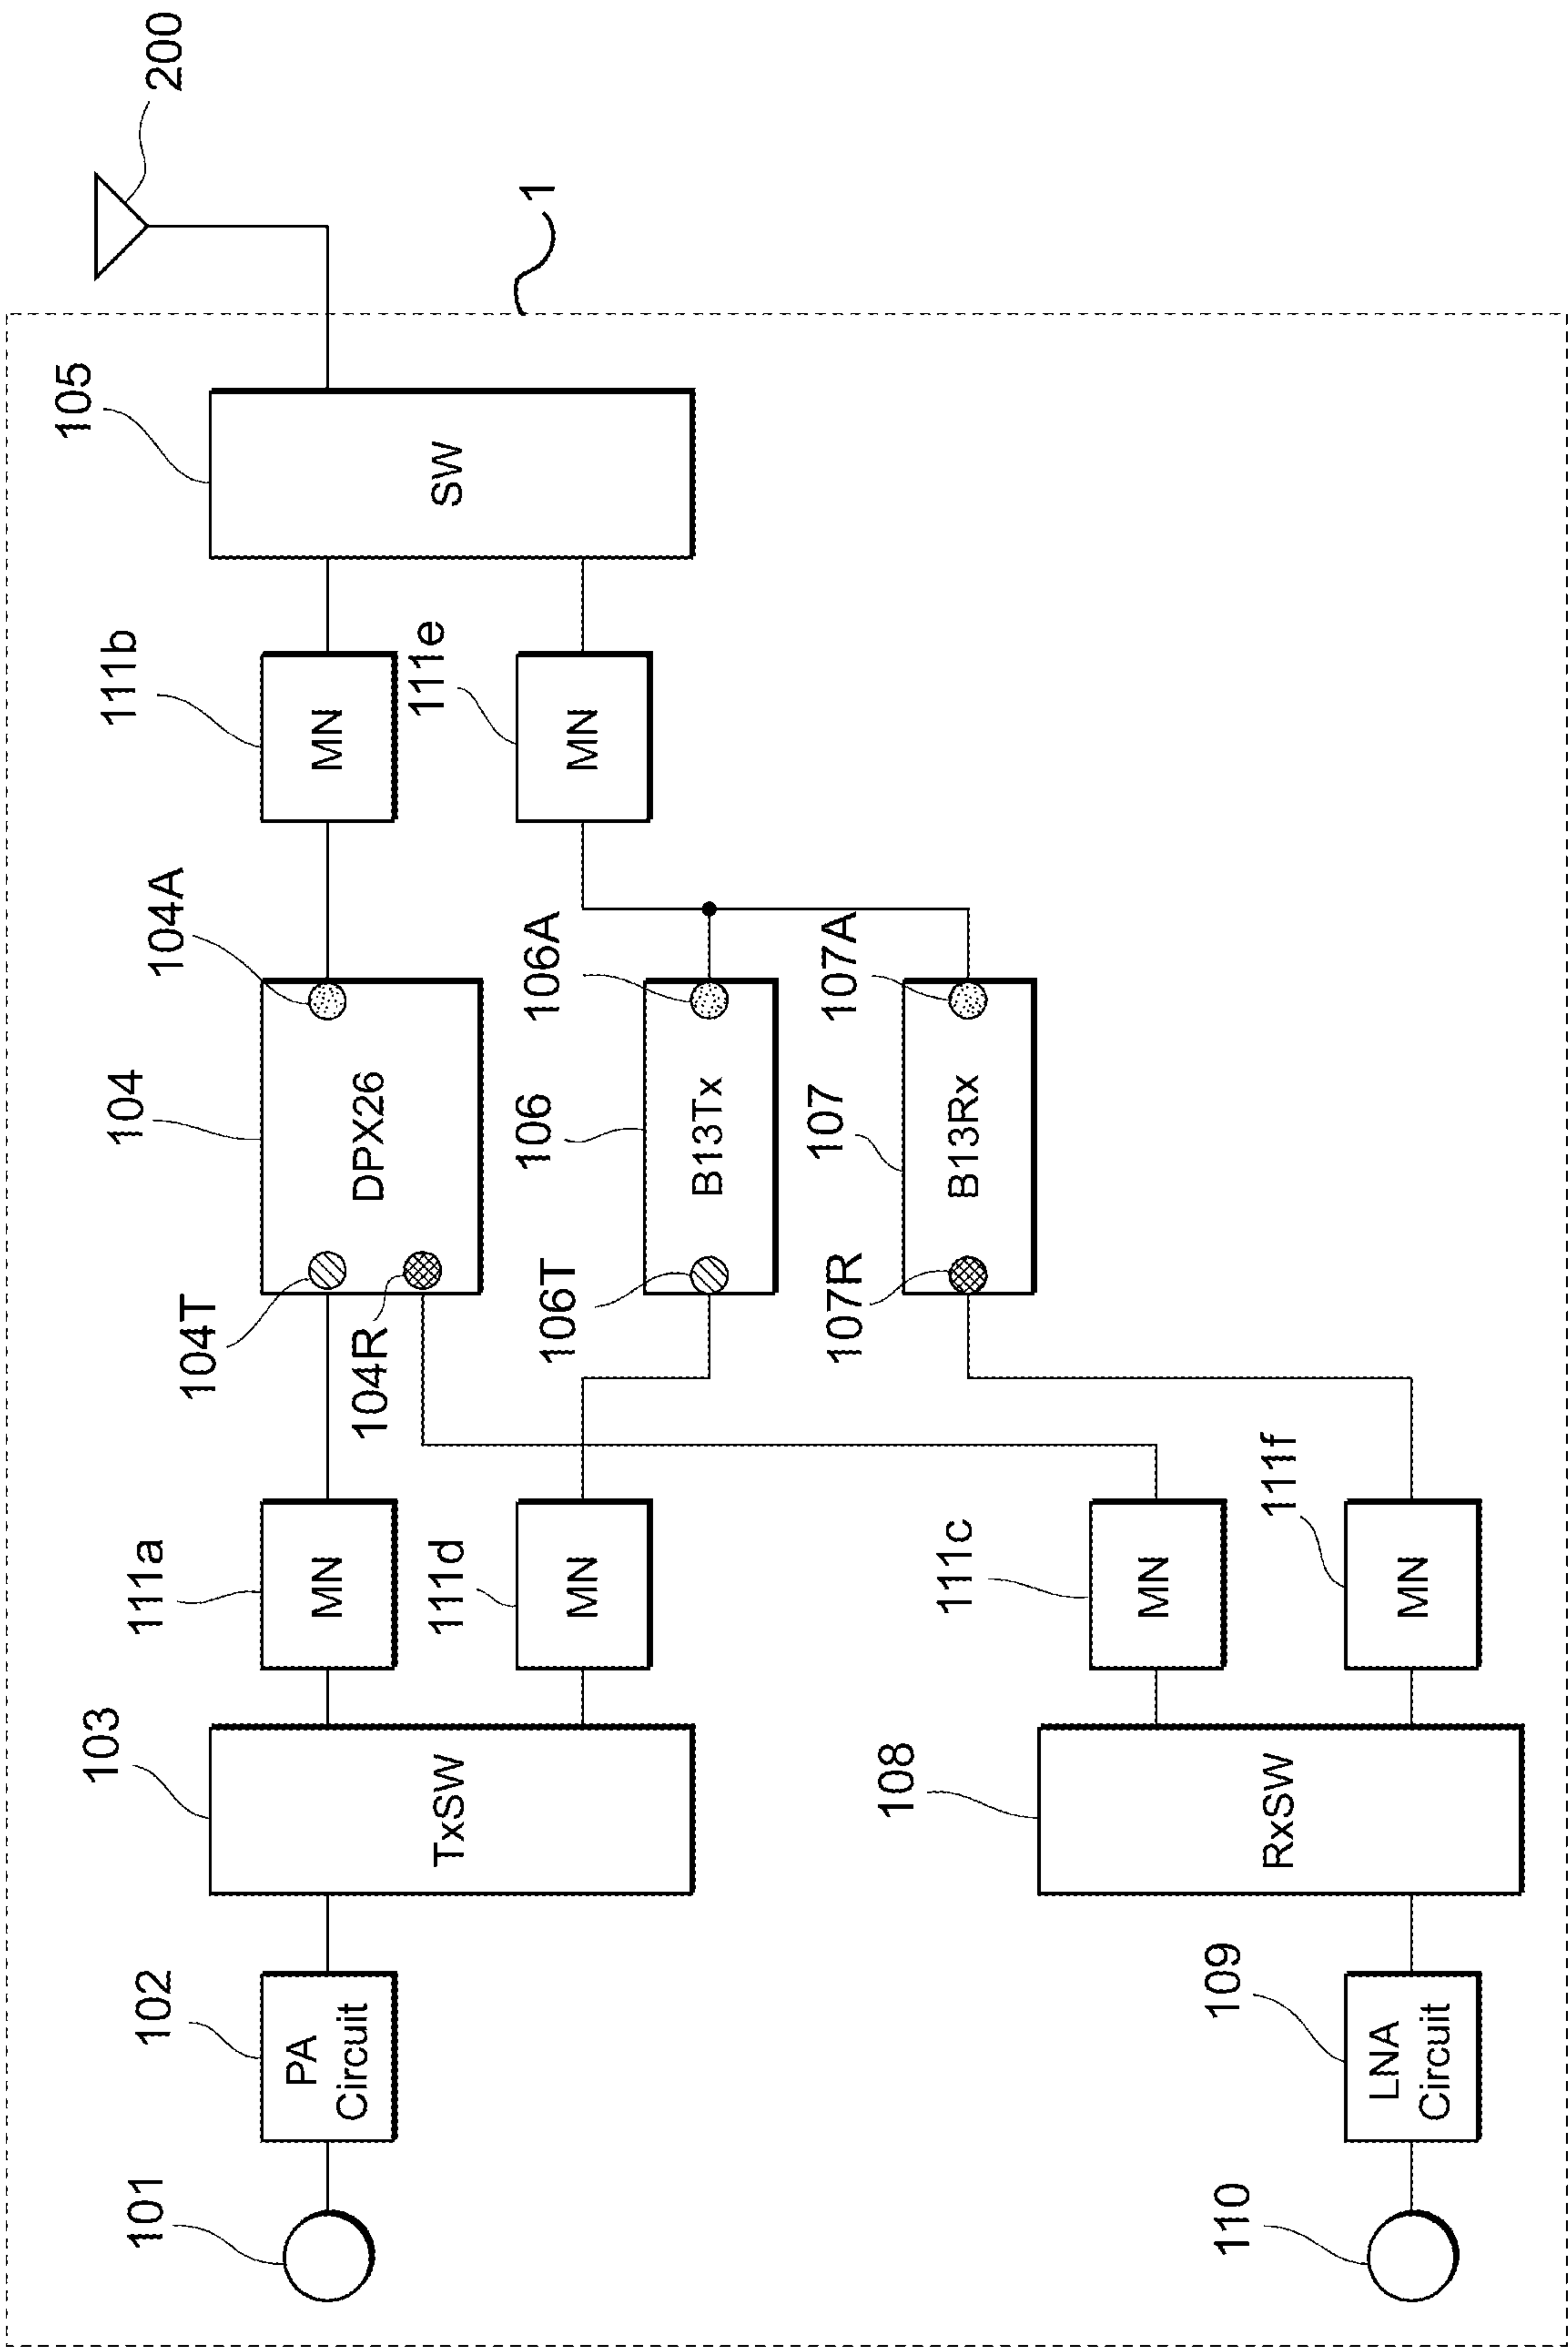 200
1
105
SW
111b
MN
111e
MN
104A
104
DPX26
104T
104R
106A
106
B13Tx
106T
107A
107
B13Rx
107R
111a
MN
111d
MN
111c
MN
111f
MN
103
TxSW
108
RxSW
102
PA
Circuit
109
LNA
Circuit
101
110